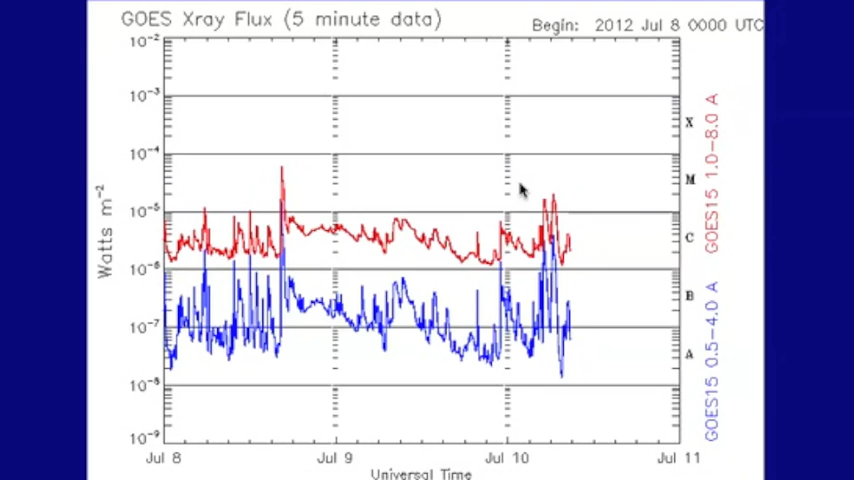 GOES Xray Flux (5 minute data)
Begin: 2012 Jul 8 0000 UTC
10-2
10-3
10-4
10-5
10-6
10-7
10-8
10-9
Watts m-2
X
M
C
B
A
GOES15 1.0-8.0 A
GOES15 0.5-4.0 A
Jul 8
Jul 9
Jul 10
Jul 11
Universal Time